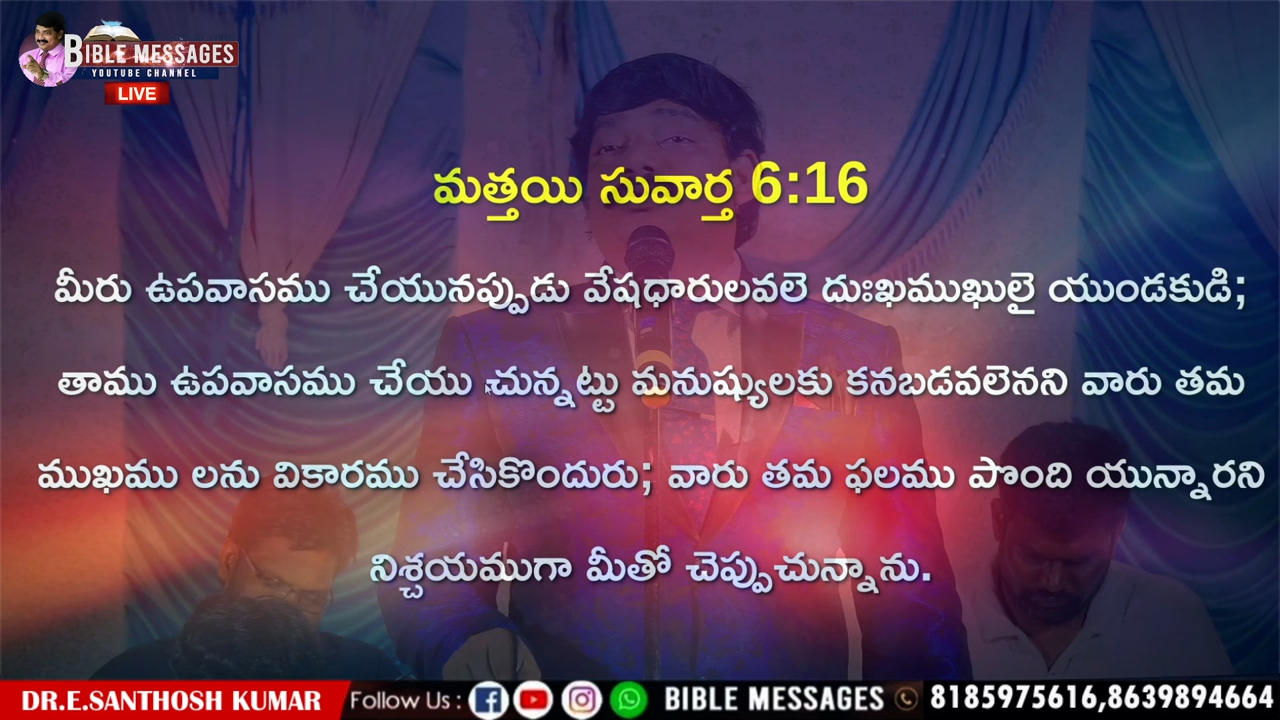 BIBLE MESSAGES
YOUTUBE CHANNEL
LIVE
మత్తయి సువార్త 6:16
మీరు ఉపవాసము చేయునప్పుడు వేషధారులవలె దుఃఖముఖులై యుండకుడి;
తాము ఉపవాసము చేయు చున్నట్టు మనుష్యులకు కనబడవలెనని వారు తమ
ముఖము లను వికారము చేసికొందురు; వారు తమ ఫలము పొంది యున్నారని
నిశ్చయముగా మీతో చెప్పుచున్నాను.
DR.E.SANTHOSH KUMAR Follow Us : BIBLE MESSAGES 8185975616,8639894664